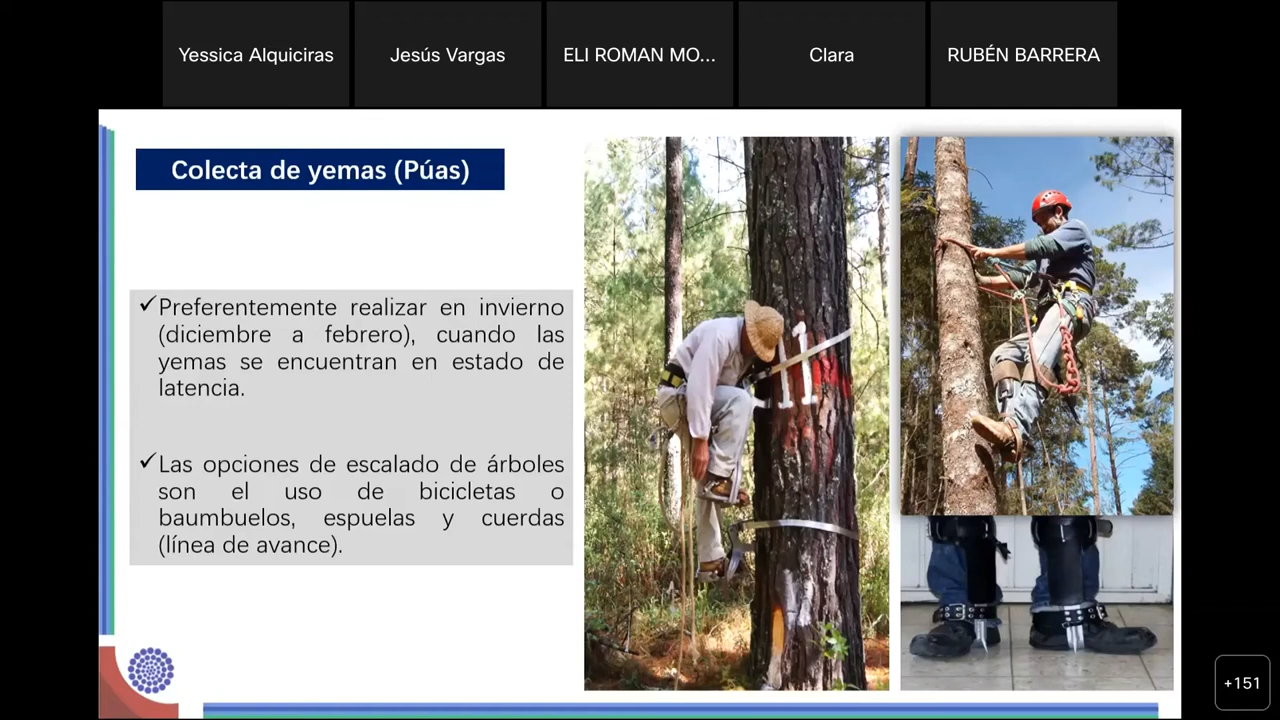 Yessica Alquiciras
Jesús Vargas
ELI ROMAN MO...
Clara
RUBÉN BARRERA
Colecta de yemas (Púas)
✓Preferentemente realizar en invierno
(diciembre a febrero), cuando las
yemas se encuentran en estado de
latencia.
✓Las opciones de escalado de árboles
son el uso de bicicletas o
baumbuelos, espuelas y cuerdas
(línea de avance).
11
+151